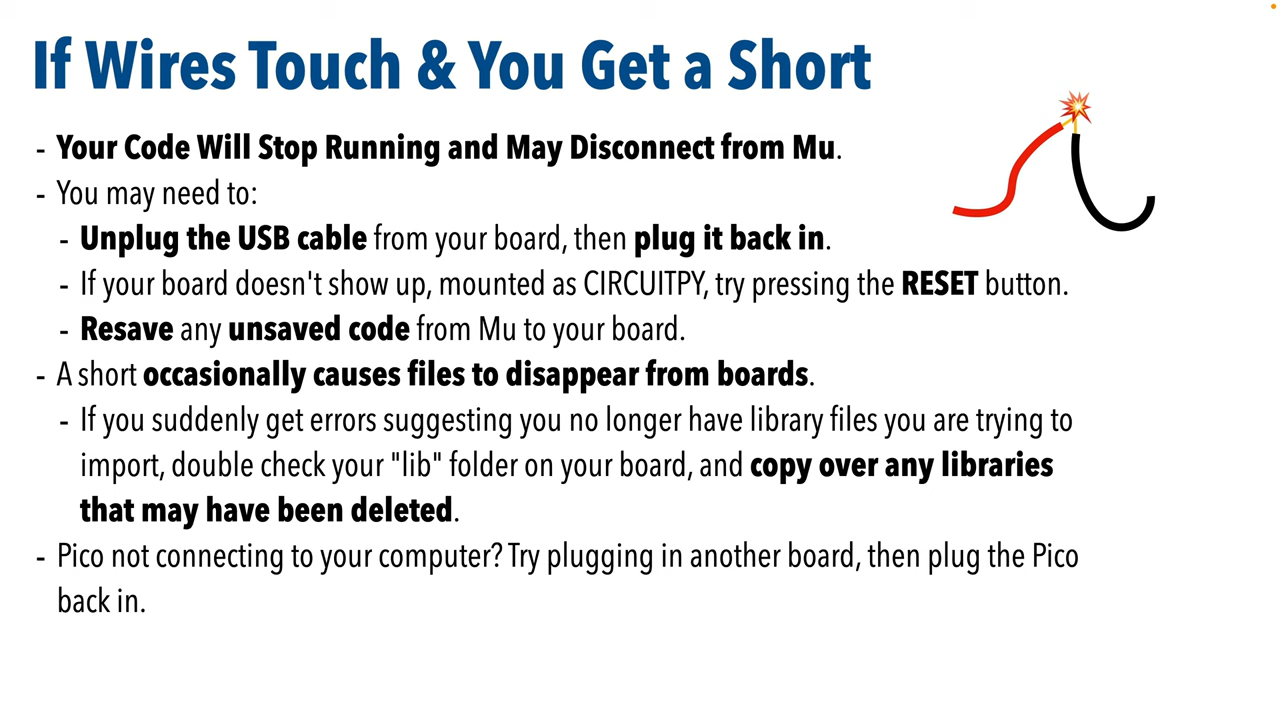 If Wires Touch & You Get a Short
- Your Code Will Stop Running and May Disconnect from Mu.
- You may need to:
- Unplug the USB cable from your board, then plug it back in.
- If your board doesn't show up, mounted as CIRCUITPY, try pressing the RESET button.
- Resave any unsaved code from Mu to your board.
- A short occasionally causes files to disappear from boards.
- If you suddenly get errors suggesting you no longer have library files you are trying to
import, double check your "lib" folder on your board, and copy over any libraries
that may have been deleted.
- Pico not connecting to your computer? Try plugging in another board, then plug the Pico
back in.